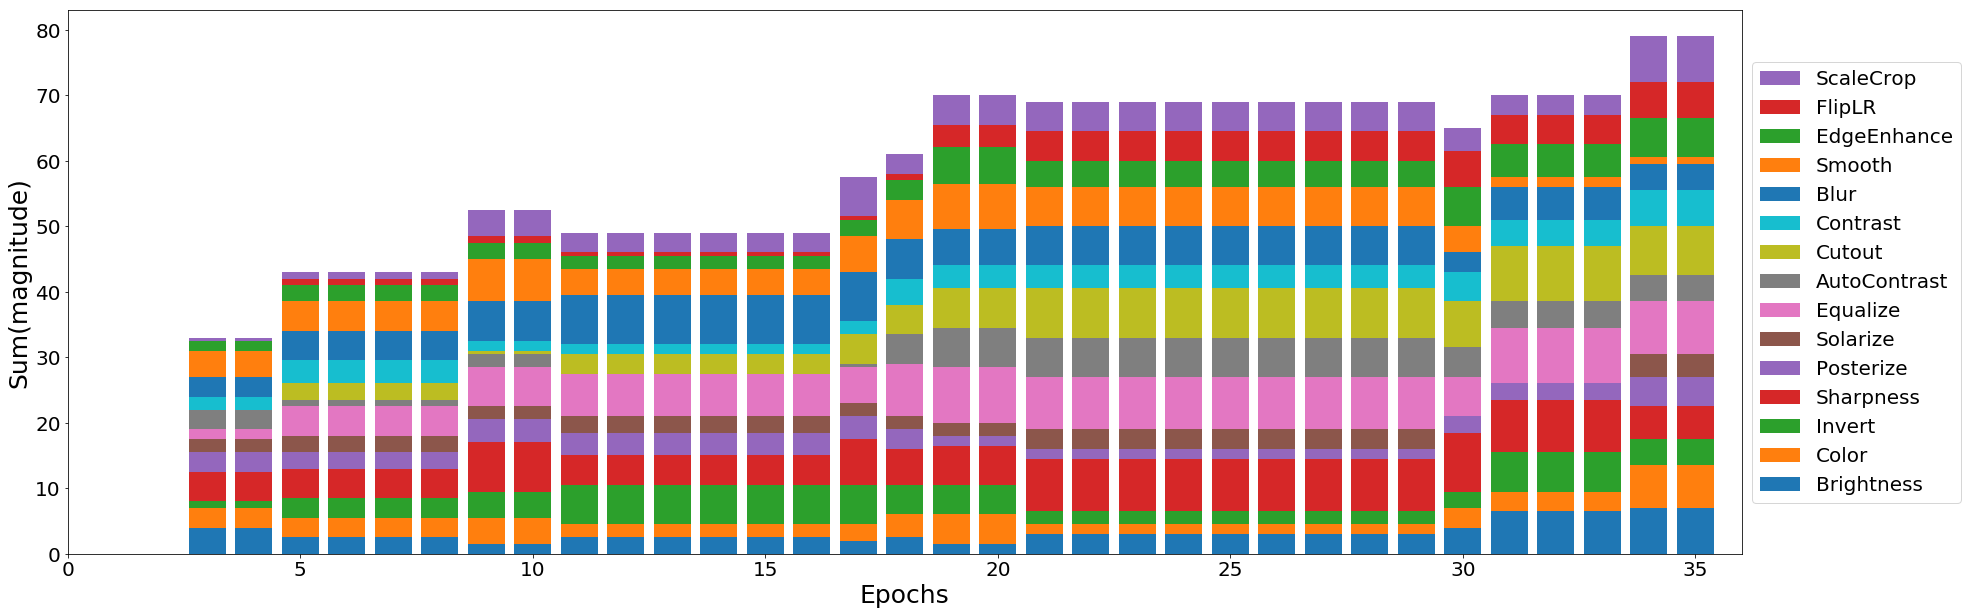 80
70
60
50
40
30
20
10
0
Sum(magnitude)
0 5 10 15 20 25 30 35
Epochs
ScaleCrop
FlipLR
EdgeEnhance
Smooth
Blur
Contrast
Cutout
AutoContrast
Equalize
Solarize
Posterize
Sharpness
Invert
Color
Brightness